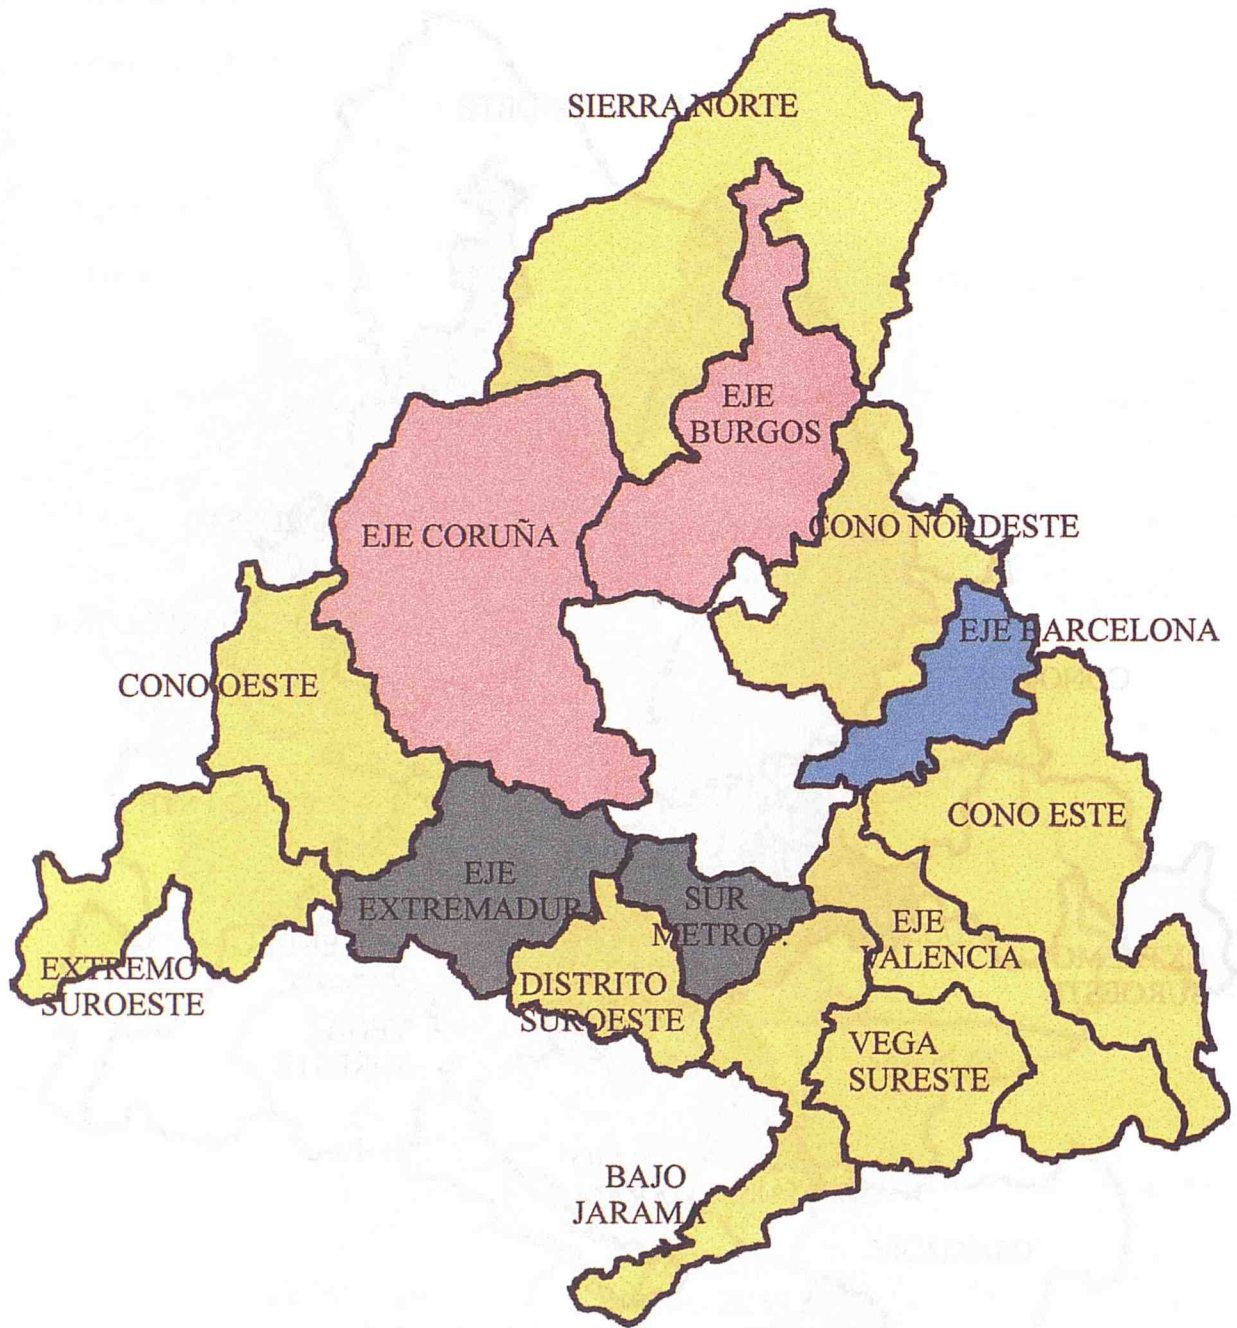 SIERRA NORTE
EJE
BURGOS
EJE CORUÑA
CONO NORDESTE
EJE BARCELONA
CONO OESTE
CONO ESTE
EJE
EXTREMADURA
SUR
METROP.
EJE
VALENCIA
EXTREMO
SUROESTE
DISTRITO
SUROESTE
VEGA
SURESTE
BAJO
JARAMA